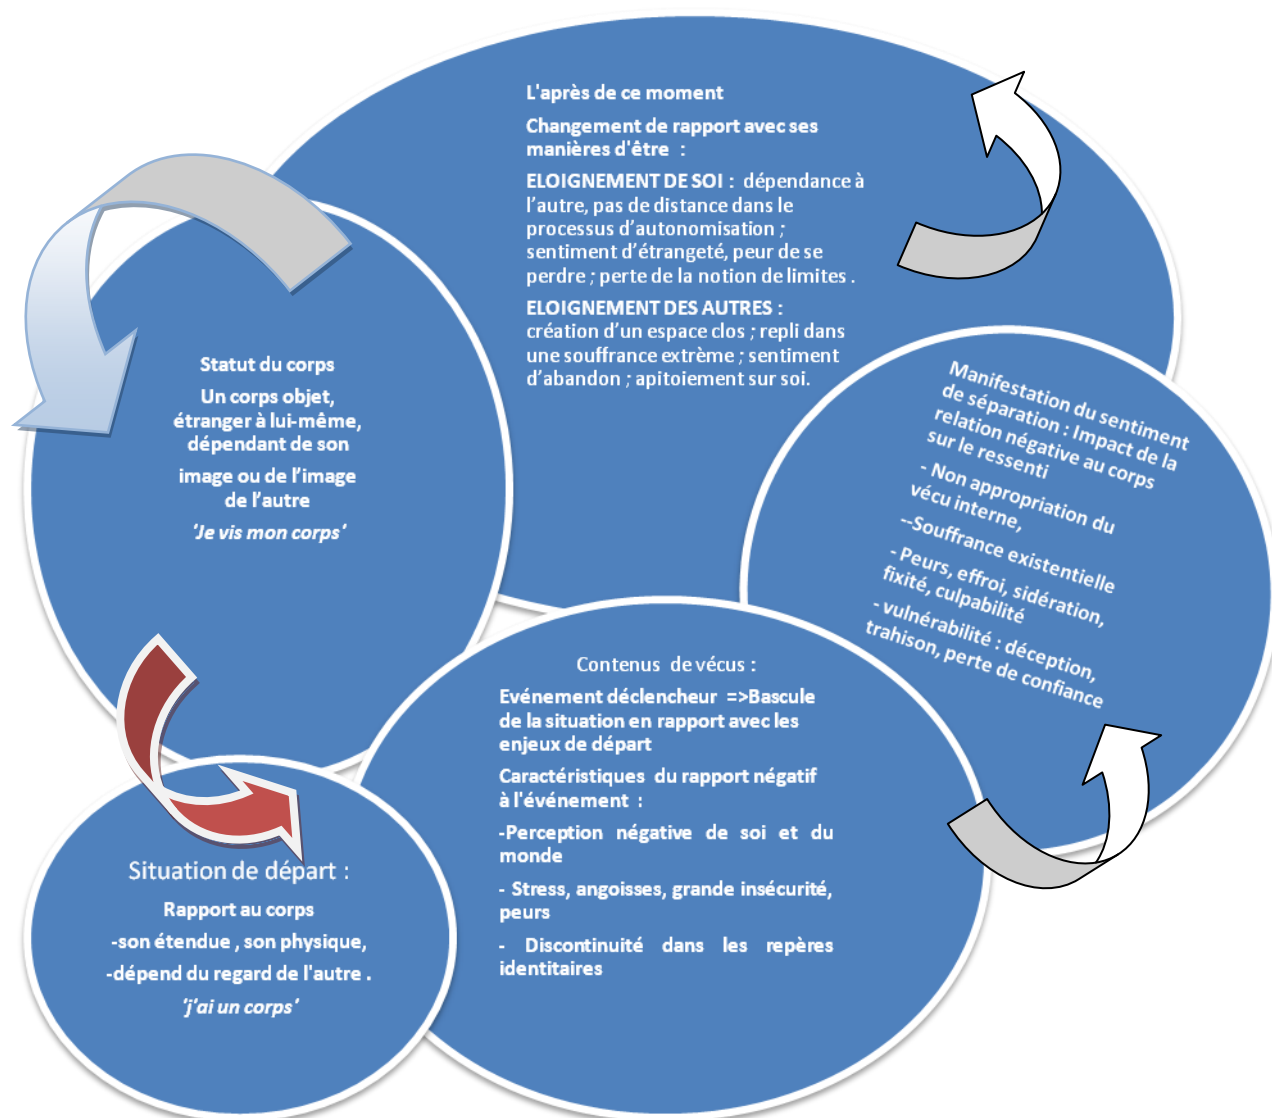 L'après de ce moment
Changement de rapport avec ses
manières d'être :
ELOIGNEMENT DE SOI : dépendance à
l’autre, pas de distance dans le
processus d’autonomisation ;
sentiment d’étrangeté, peur de se
perdre ; perte de la notion de limites .
ELOIGNEMENT DES AUTRES :
création d’un espace clos ; repli dans
une souffrance extrême ; sentiment
d’abandon ; apitoiement sur soi.
Statut du corps
Un corps objet,
étranger à lui-même,
dépendant de son
image ou de l’image
de l’autre
‘Je vis mon corps’
Manifestation du sentiment
de séparation : Impact de la
relation négative au corps
sur le ressenti
- Non appropriation du
vécu interne,
--Souffrance existentielle
- Peurs, effroi, sidération,
fixité, culpabilité
- vulnérabilité : déception,
trahison, perte de confiance
Contenus de vécus :
Evénement déclencheur =>Bascule
de la situation en rapport avec les
enjeux de départ
Caractéristiques du rapport négatif
à l'événement :
-Perception négative de soi et du
monde
- Stress, angoisses, grande insécurité,
peurs
- Discontinuité dans les repères
identitaires
Situation de départ :
Rapport au corps
-son étendue , son physique,
-dépend du regard de l'autre .
‘j’ai un corps’